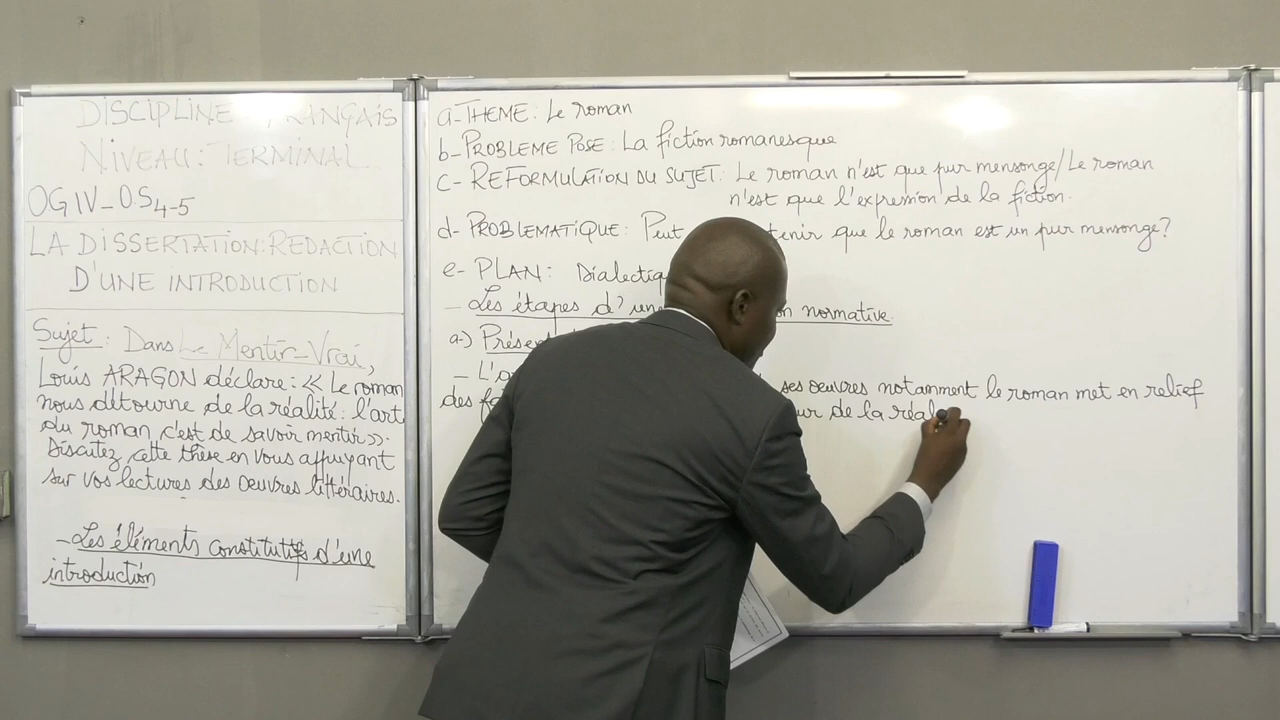 DISCIPLINE FRANÇAIS
NIVEAU : TERMINAL
OG IV_OS4-5
LA DISSERTATION: REDACTION
D'UNE INTRODUCTION
Sujet : Dans Le Mentir-Vrai,
Louis ARAGON déclare : « Le roman
nous détourne de la réalité : l'art
du roman, c'est de savoir mentir ».
Discutez cette thèse en vous appuyant
sur vos lectures des oeuvres littéraires.
-Les éléments constitutifs d'une
introduction
a-THEME : Le roman
b-PROBLEME POSE : La fiction romanesque
c- REFORMULATION DU SUJET : Le roman n'est que pur mensonge/Le roman
n'est que l'expression de la fiction.
d- PROBLEMATIQUE : Peut tenir que le roman est un pur mensonge?
e- PLAN : Dialectiq
- Les étapes d'une on normative.
a-) Présen
- L'a ses oeuvres notamment le roman met en relief
des fa ur de la réal